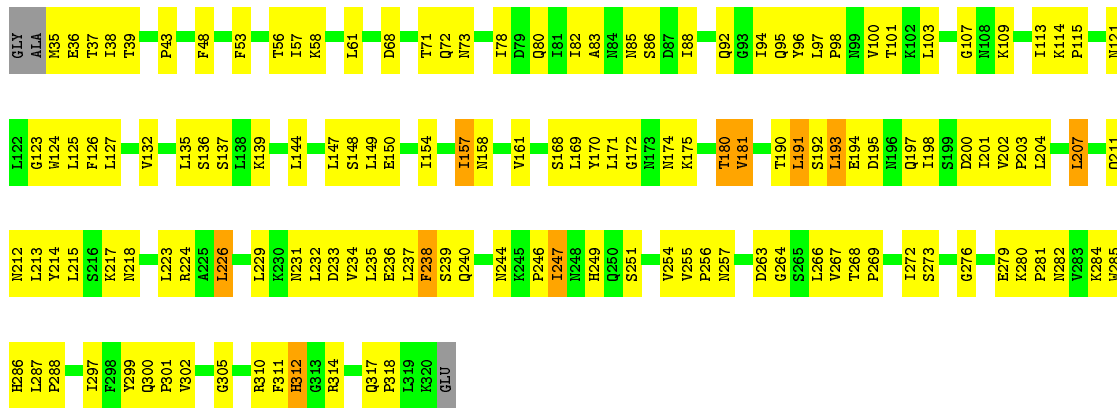 GLY ALA M35 E36 T37 I38 T39 P43 F48 F53 T56 I57 K58 L61 D68 T71 Q72 N73 I78 D79 Q80 I81 I82 A83 N84 N85 S86 D87 I88 Q92 G93 I94 Q95 Y96 L97 P98 N99 V100 T101 K102 L103 G107 N108 K109 I113 K114 P115 N121
L122 G123 W124 L125 F126 L127 V132 L135 S136 S137 L138 K139 L144 L147 S148 L149 E150 I154 I157 N158 V161 S168 L169 Y170 L171 G172 N173 N174 K175 T180 V181 T190 L191 S192 L193 E194 D195 N196 Q197 I198 S199 D200 I201 V202 P203 L204 L207 Q211
N212 L213 Y214 L215 S216 K217 N218 L223 R224 A225 L226 L229 K230 N231 L232 D233 V234 L235 E236 L237 F238 S239 Q240 N244 K245 P246 I247 N248 H249 Q250 S251 V254 V255 P256 N257 D263 G264 S265 L266 V267 T268 P269 I272 S273 G276 E279 K280 P281 N282 V283 K284 W285
H286 L287 P288 I297 F298 Y299 Q300 P301 V302 G305 R310 F311 H312 G313 R314 Q317 P318 L319 K320 GLU